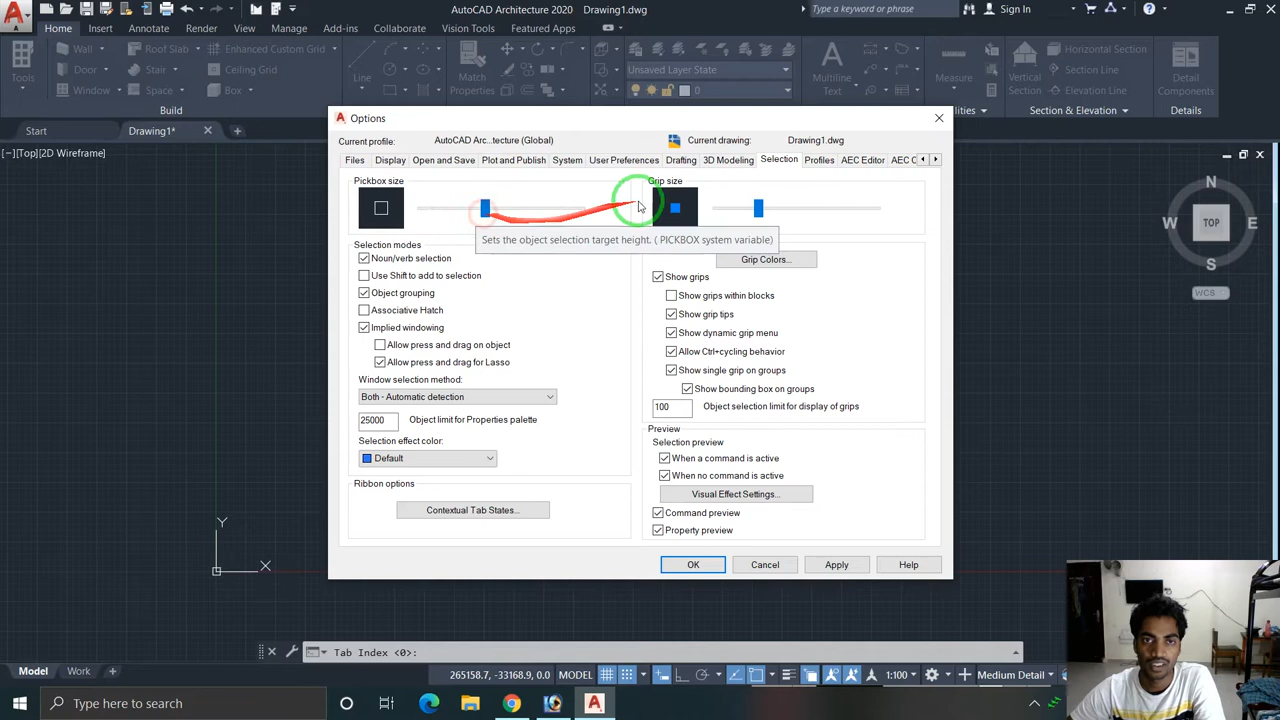 AutoCAD Architecture 2020 Drawing1.dwg
Type a keyword or phrase
Sign In
Home Insert Annotate Render View Manage Add-ins Collaborate Featured Apps
Tools
Wall
Door
Window
Roof Slab
Stair
Space
Enhanced Custom Grid
Ceiling Grid
Box
Build
Line
Match
Properties
Unsaved Layer State
0
Multiline
Text
Measure
Vertical
Section
Horizontal Section
Section Line
Elevation Line
Section & Elevation
Detail
Components
Details
Start
Drawing1*
[−][Top][2D Wireframe]
N
W TOP E
S
WCS
Options
Current profile: AutoCAD Arc...tecture (Global) Current drawing: Drawing1.dwg
Files Display Open and Save Plot and Publish System User Preferences Drafting 3D Modeling Selection Profiles AEC Editor AEC C
Pickbox size
Grip size
Sets the object selection target height. ( PICKBOX system variable)
Selection modes
Noun/verb selection
Use Shift to add to selection
Object grouping
Associative Hatch
Implied windowing
Allow press and drag on object
Allow press and drag for Lasso
Window selection method:
Both - Automatic detection
25000 Object limit for Properties palette
Selection effect color:
Default
Ribbon options
Contextual Tab States...
Grip Colors...
Show grips
Show grips within blocks
Show grip tips
Show dynamic grip menu
Allow Ctrl+cycling behavior
Show single grip on groups
Show bounding box on groups
100 Object selection limit for display of grips
Preview
Selection preview
When a command is active
When no command is active
Visual Effect Settings...
Command preview
Property preview
OK Cancel Apply Help
Y
X
Tab Index <0>:
Model Work
265158.7, -33168.9, 0.0 MODEL
1:100
Medium Detail
Type here to search